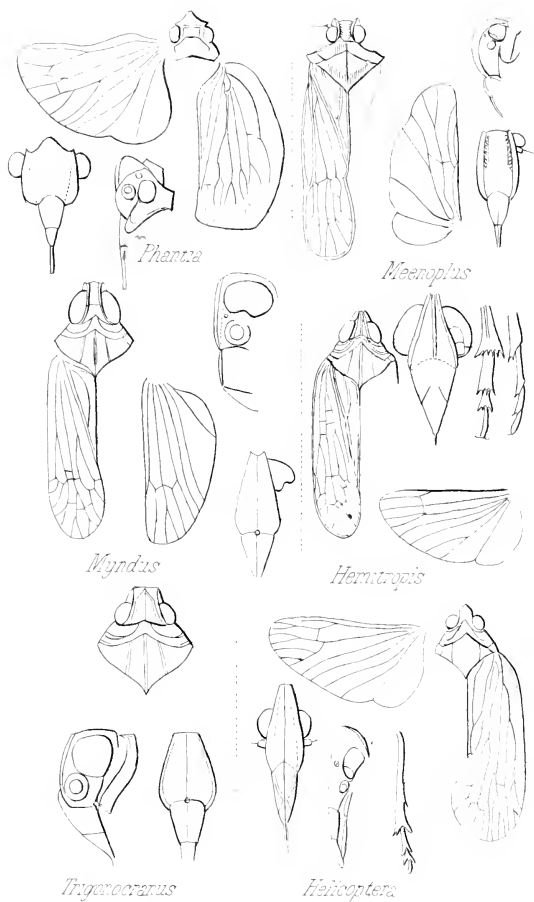 Phantia
Meenoplus
Myndus
Hemitropis
Trigonocranus
Helicoptera